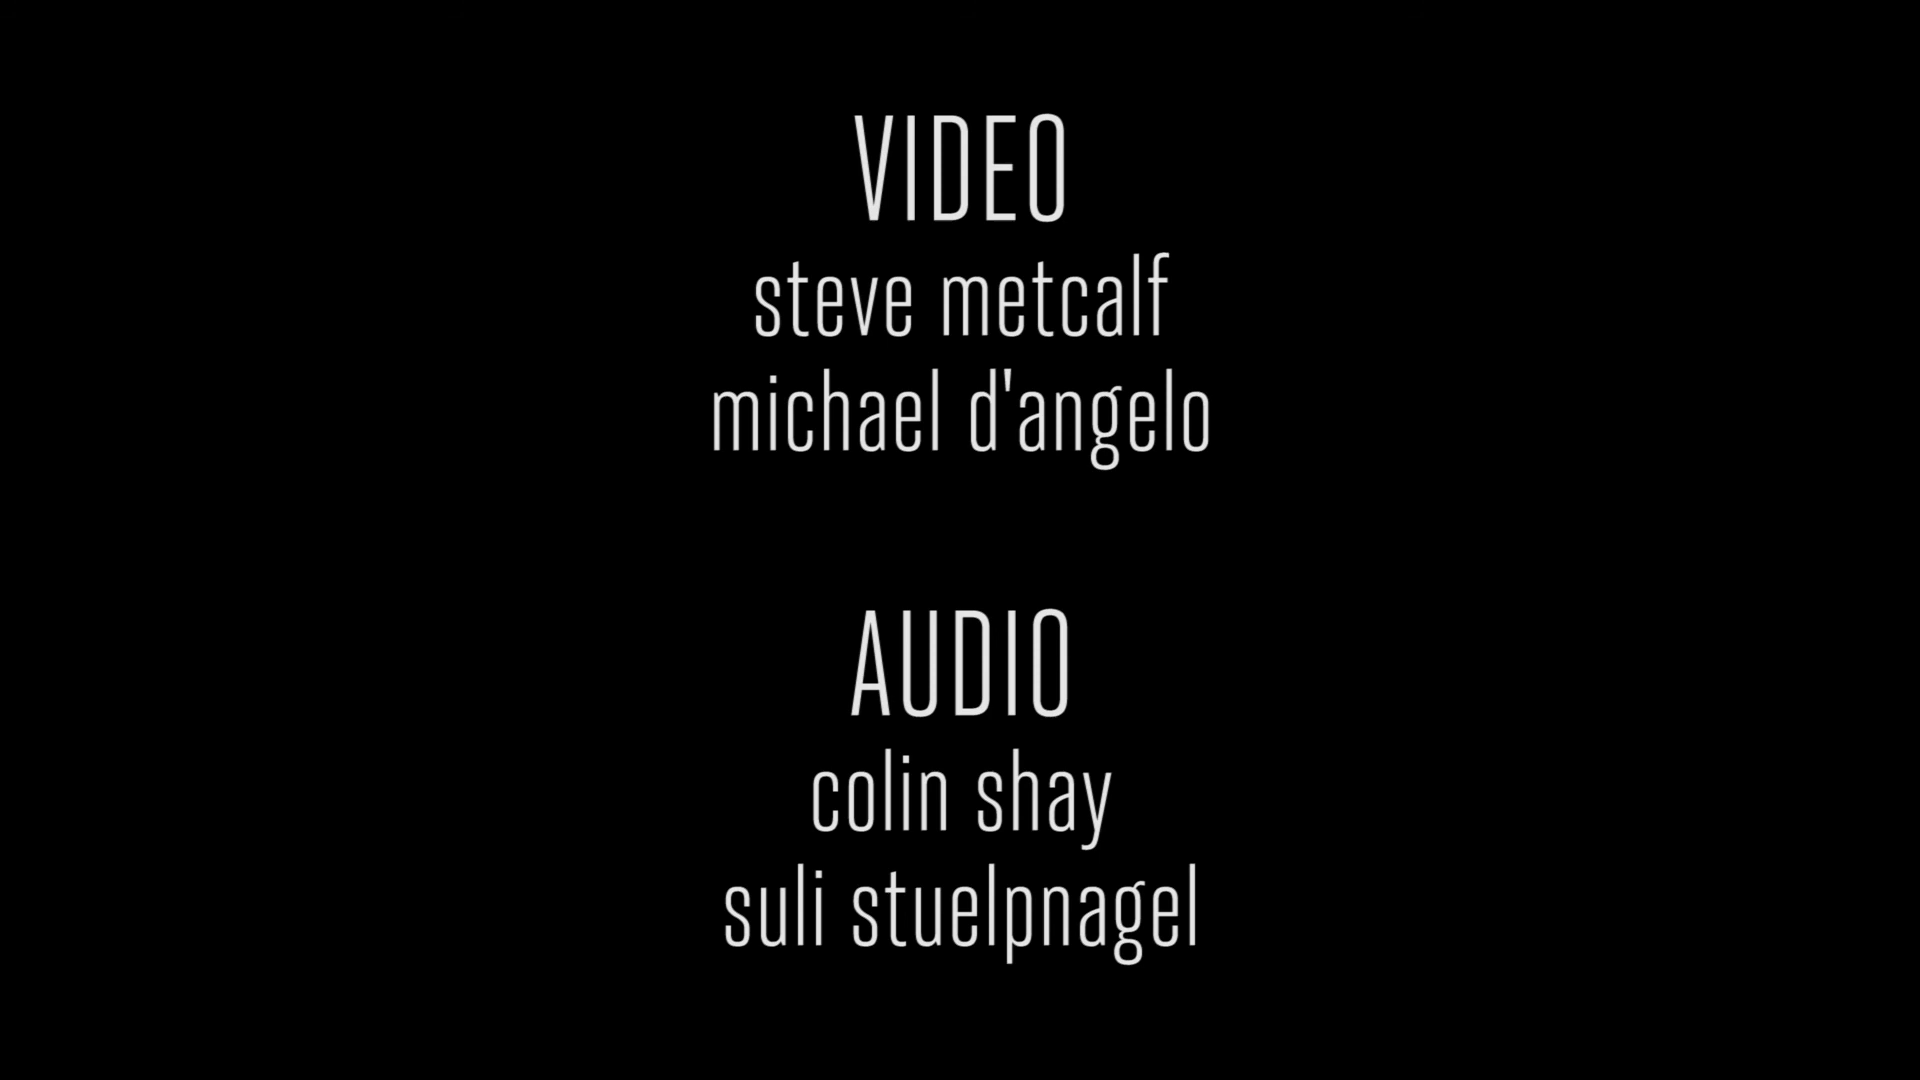 VIDEO
steve metcalf
michael d'angelo
AUDIO
colin shay
suli stuelpnagel